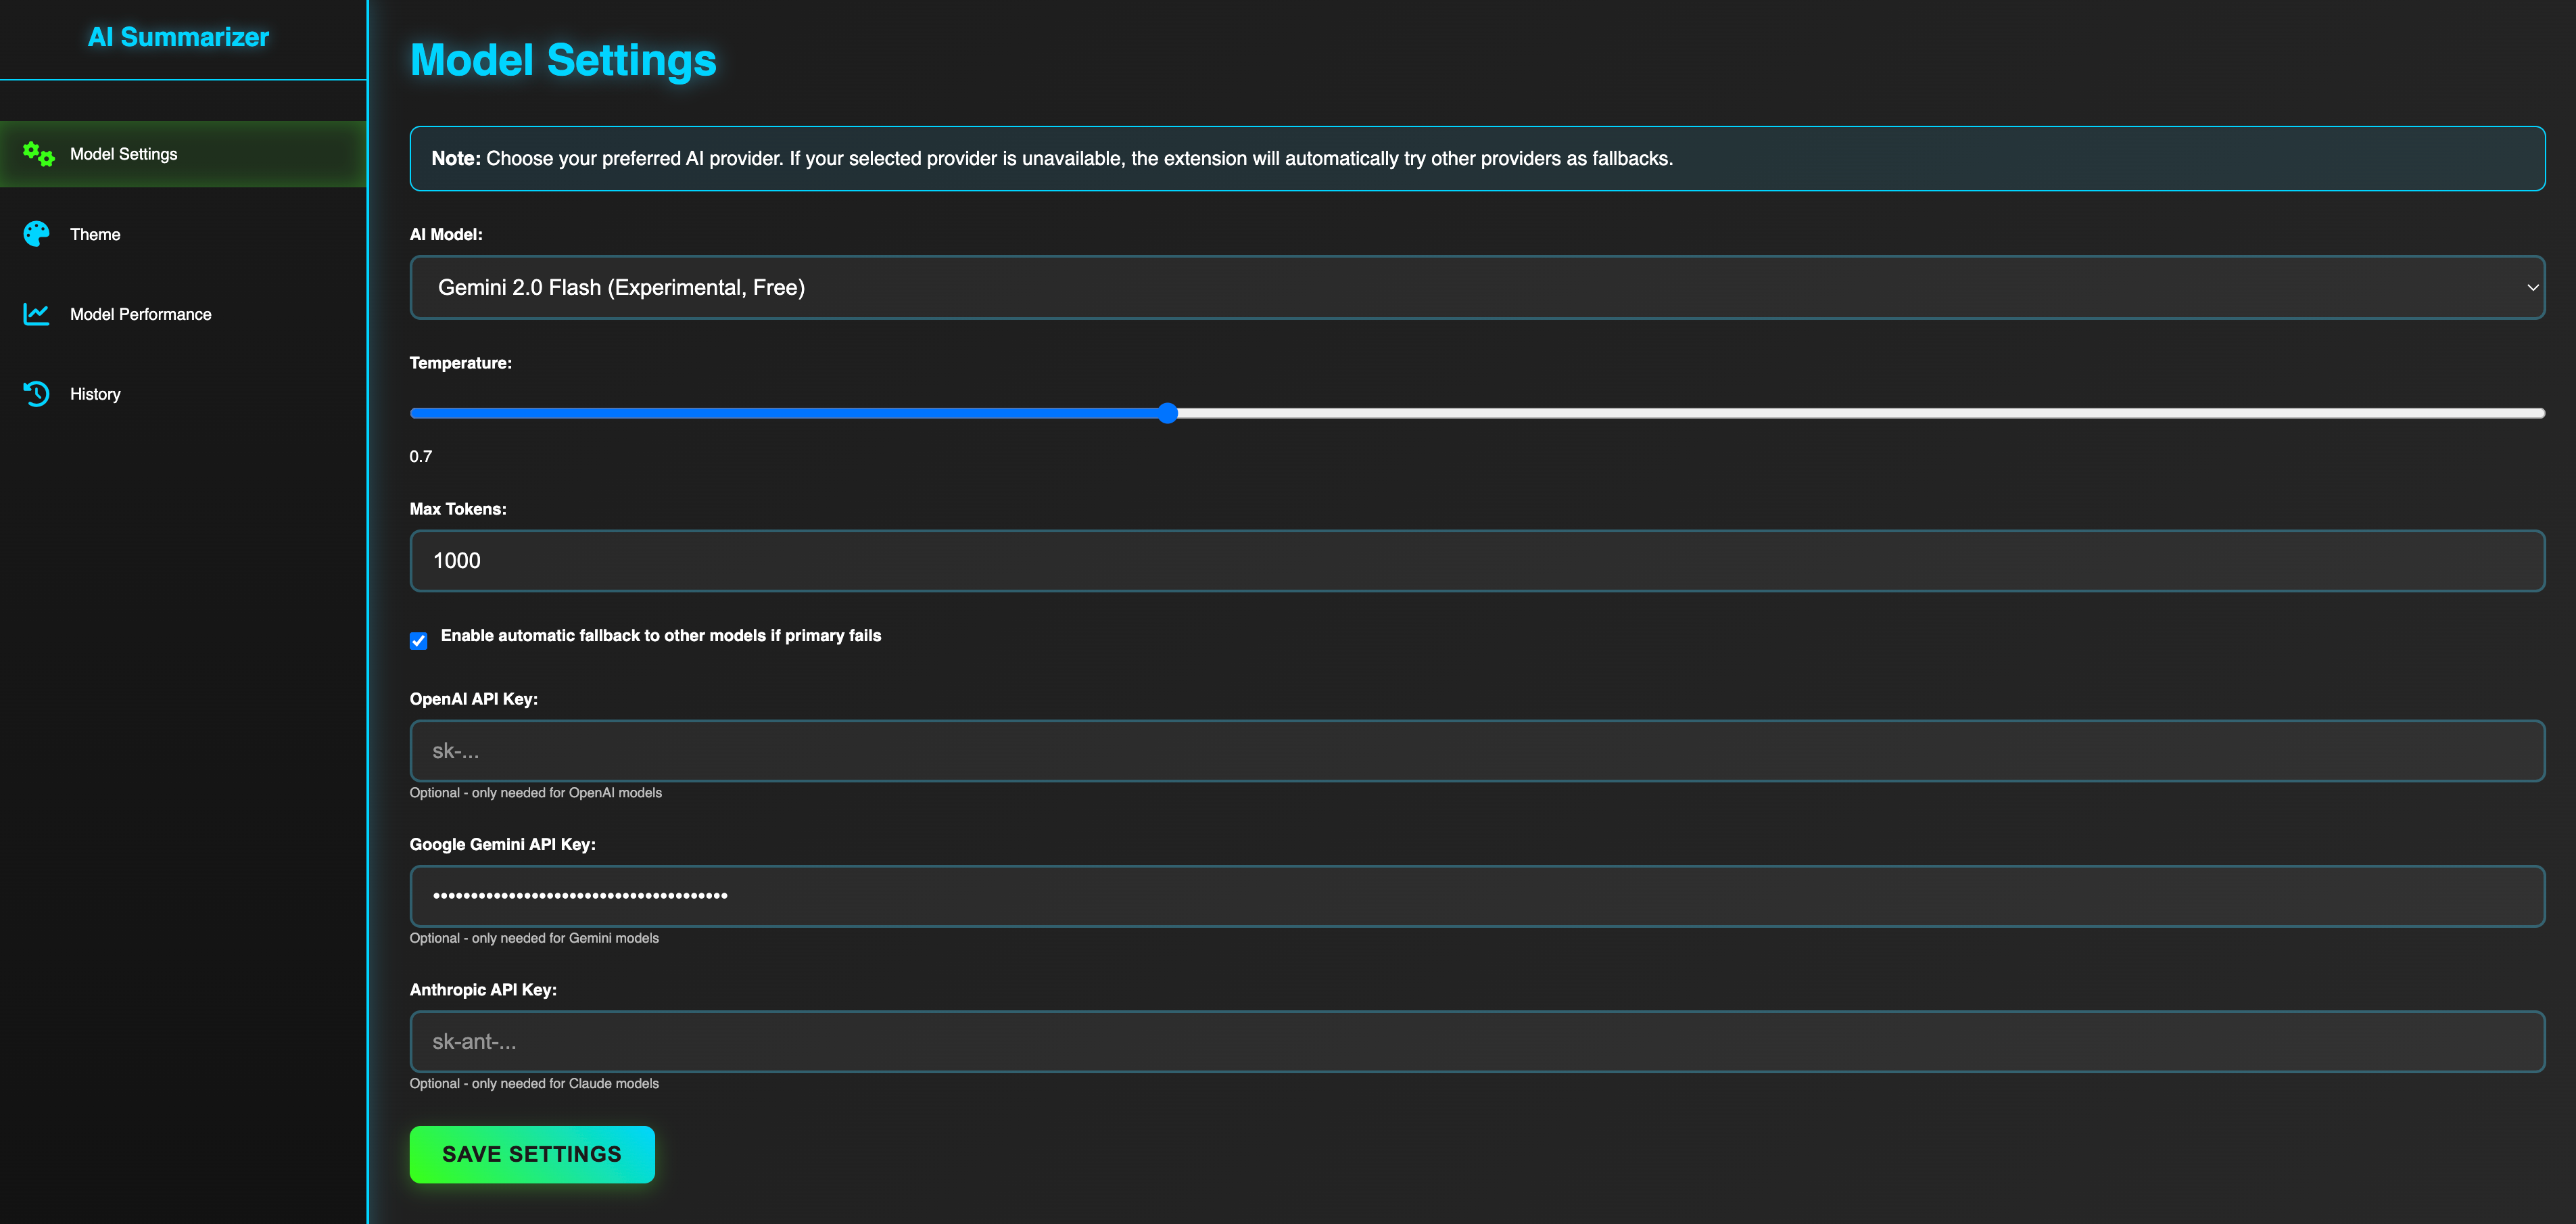 AI Summarizer
Model Settings
Theme
Model Performance
History
Model Settings
Note: Choose your preferred AI provider. If your selected provider is unavailable, the extension will automatically try other providers as fallbacks.
AI Model:
Gemini 2.0 Flash (Experimental, Free)
Temperature:
0.7
Max Tokens:
1000
Enable automatic fallback to other models if primary fails
OpenAI API Key:
sk-...
Optional - only needed for OpenAI models
Google Gemini API Key:
•••••••••••••••••••••••••••••••••••••••
Optional - only needed for Gemini models
Anthropic API Key:
sk-ant-...
Optional - only needed for Claude models
SAVE SETTINGS